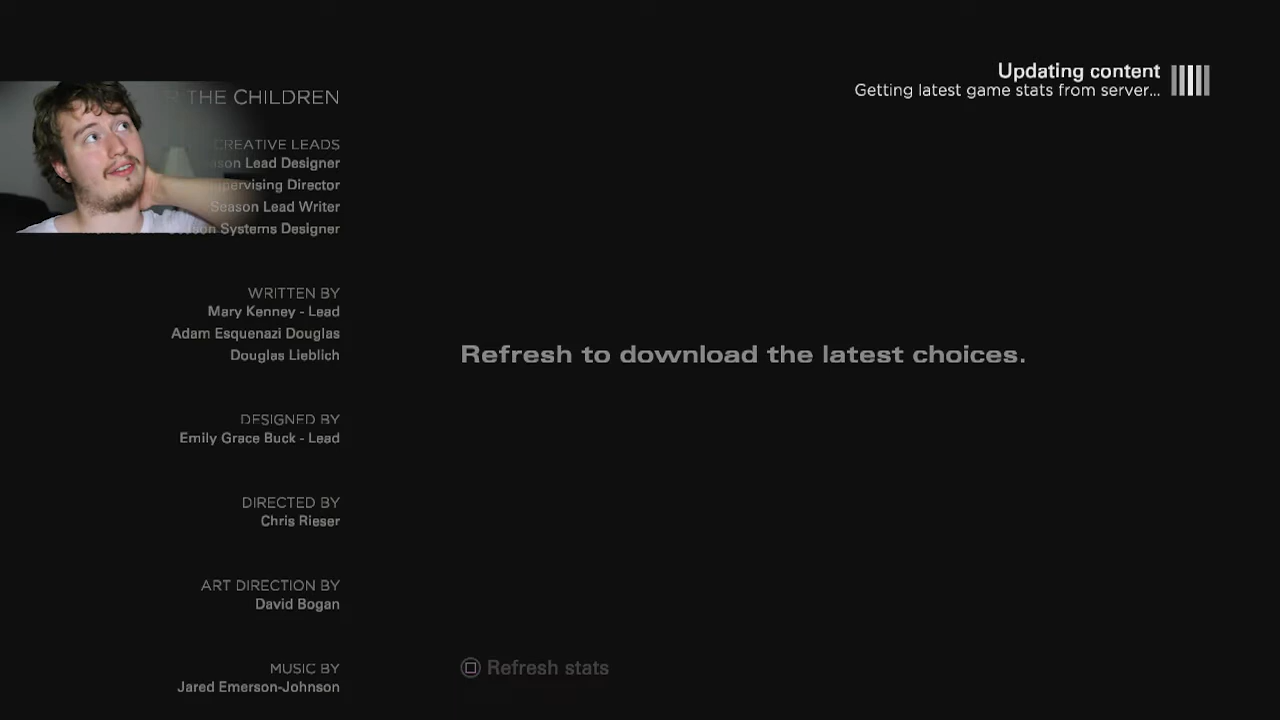 THE CHILDREN
CREATIVE LEADS
Lead Designer
Director
Season Lead Writer
Systems Designer
WRITTEN BY
Mary Kenney - Lead
Adam Esquenazi Douglas
Douglas Lieblich
DESIGNED BY
Emily Grace Buck - Lead
DIRECTED BY
Chris Rieser
ART DIRECTION BY
David Bogan
MUSIC BY
Jared Emerson-Johnson
Updating content
Getting latest game stats from server...
Refresh to download the latest choices.
Refresh stats